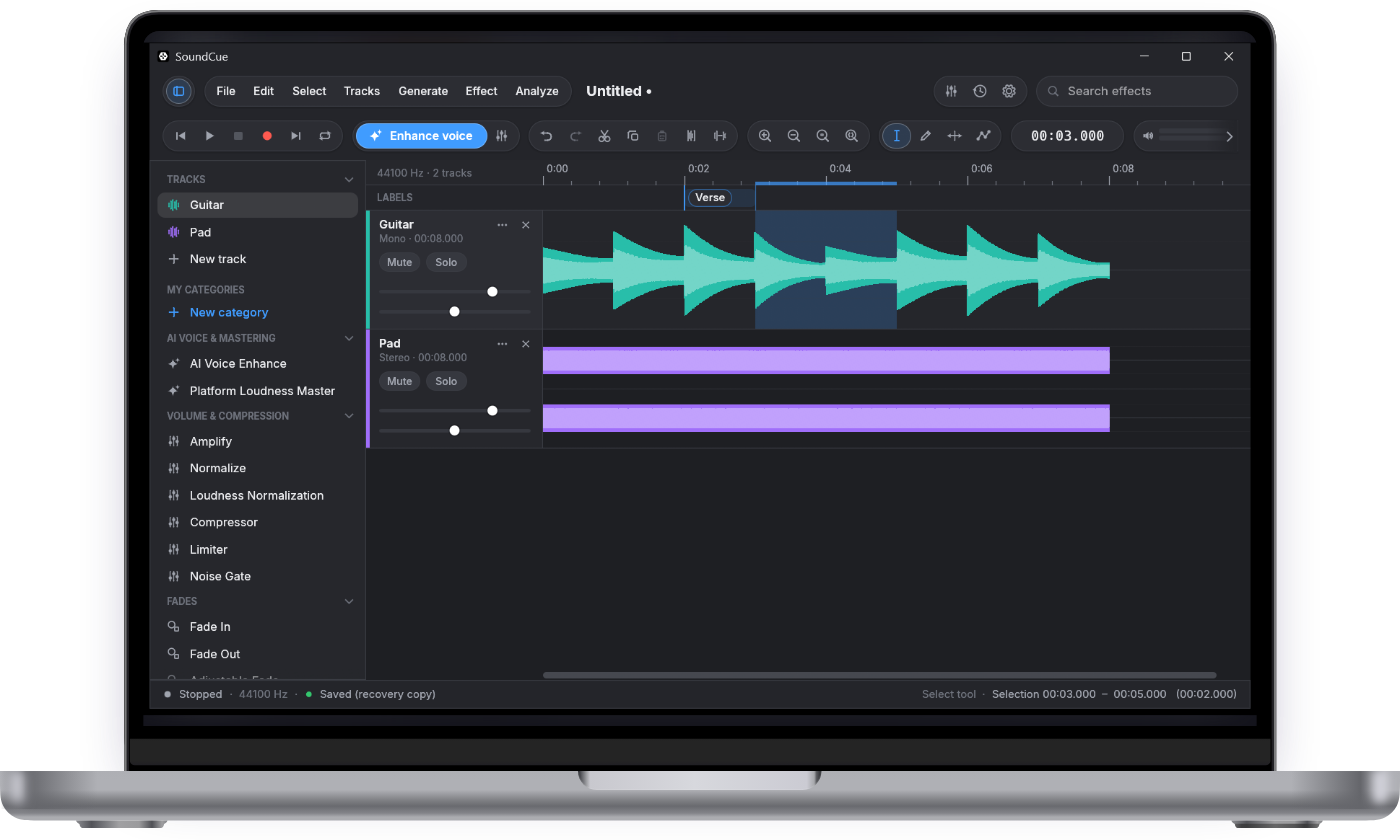 SoundCue
File Edit Select Tracks Generate Effect Analyze Untitled • Search effects
Enhance voice 00:03.000
TRACKS
Guitar
Pad
New track
MY CATEGORIES
New category
AI VOICE & MASTERING
AI Voice Enhance
Platform Loudness Master
VOLUME & COMPRESSION
Amplify
Normalize
Loudness Normalization
Compressor
Limiter
Noise Gate
FADES
Fade In
Fade Out
44100 Hz · 2 tracks 0:00 0:02 0:04 0:06 0:08
LABELS Verse
Guitar
Mono · 00:08.000
Mute Solo
Pad
Stereo · 00:08.000
Mute Solo
Stopped · 44100 Hz · Saved (recovery copy) Select tool · Selection 00:03.000 – 00:05.000 (00:02.000)